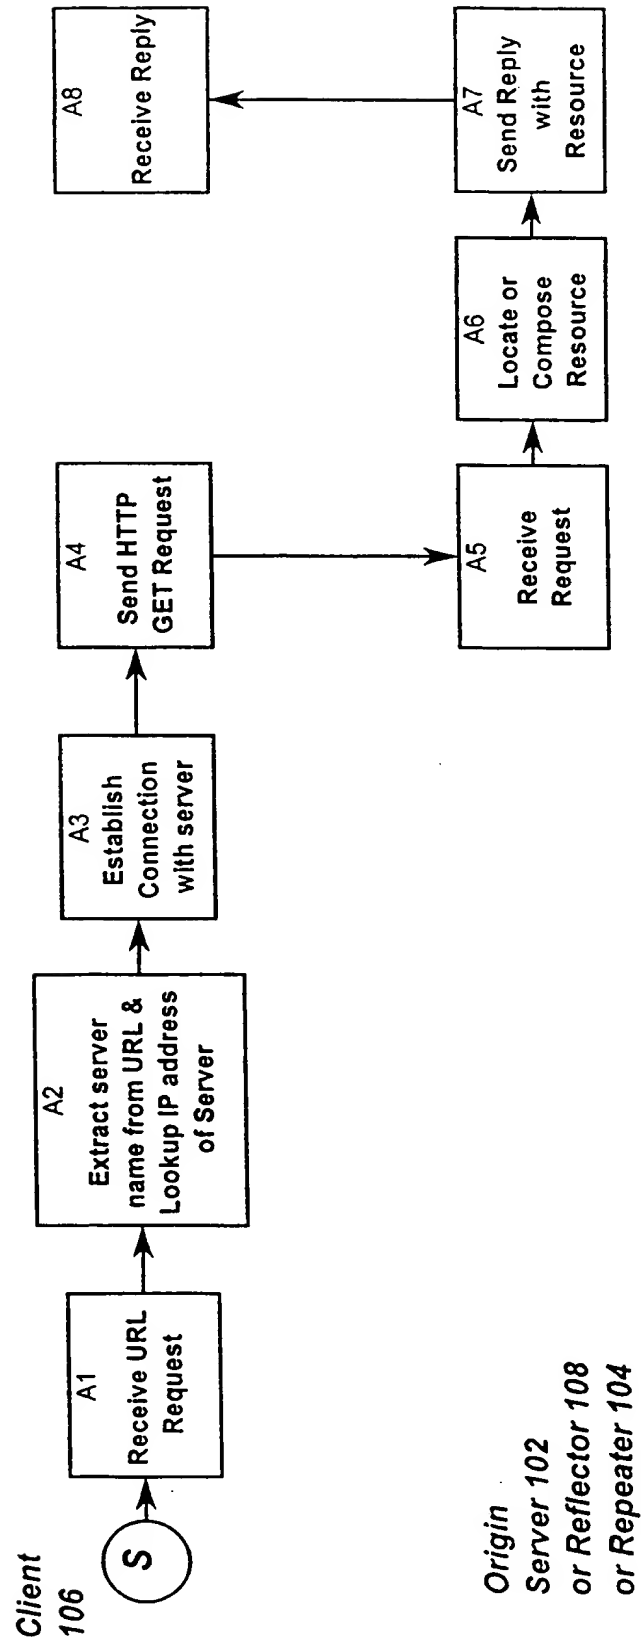 Client
106
S
A1
Receive URL
Request
A2
Extract server
name from URL &
Lookup IP address
of Server
A3
Establish
Connection
with server
A4
Send HTTP
GET Request
A8
Receive Reply
Origin
Server 102
or Reflector 108
or Repeater 104
A5
Receive
Request
A6
Locate or
Compose
Resource
A7
Send Reply
with
Resource